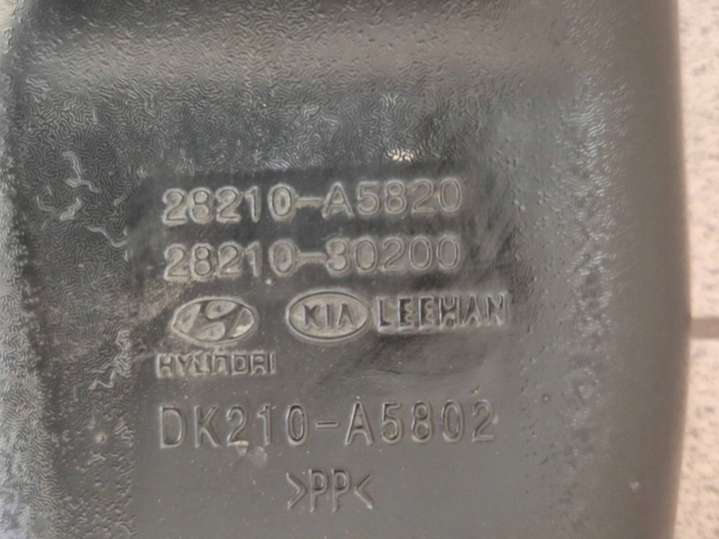 28210-A5820
28210-30200
HYUNDAI KIA LEEHAN
DK210-A5802
>PP<